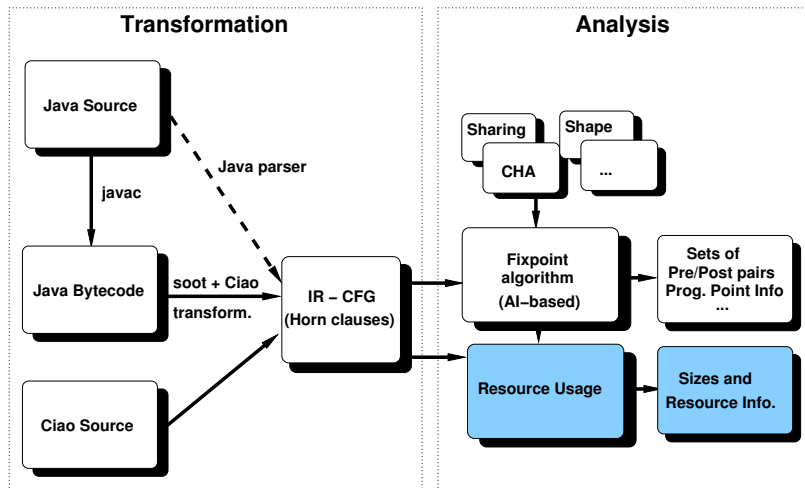 Transformation
Analysis
Java Source
Java parser
javac
Java Bytecode
soot + Ciao
transform.
Ciao Source
IR − CFG
(Horn clauses)
Sharing
Shape
CHA
...
Fixpoint
algorithm
(AI−based)
Sets of
Pre/Post pairs
Prog. Point Info
...
Resource Usage
Sizes and
Resource Info.